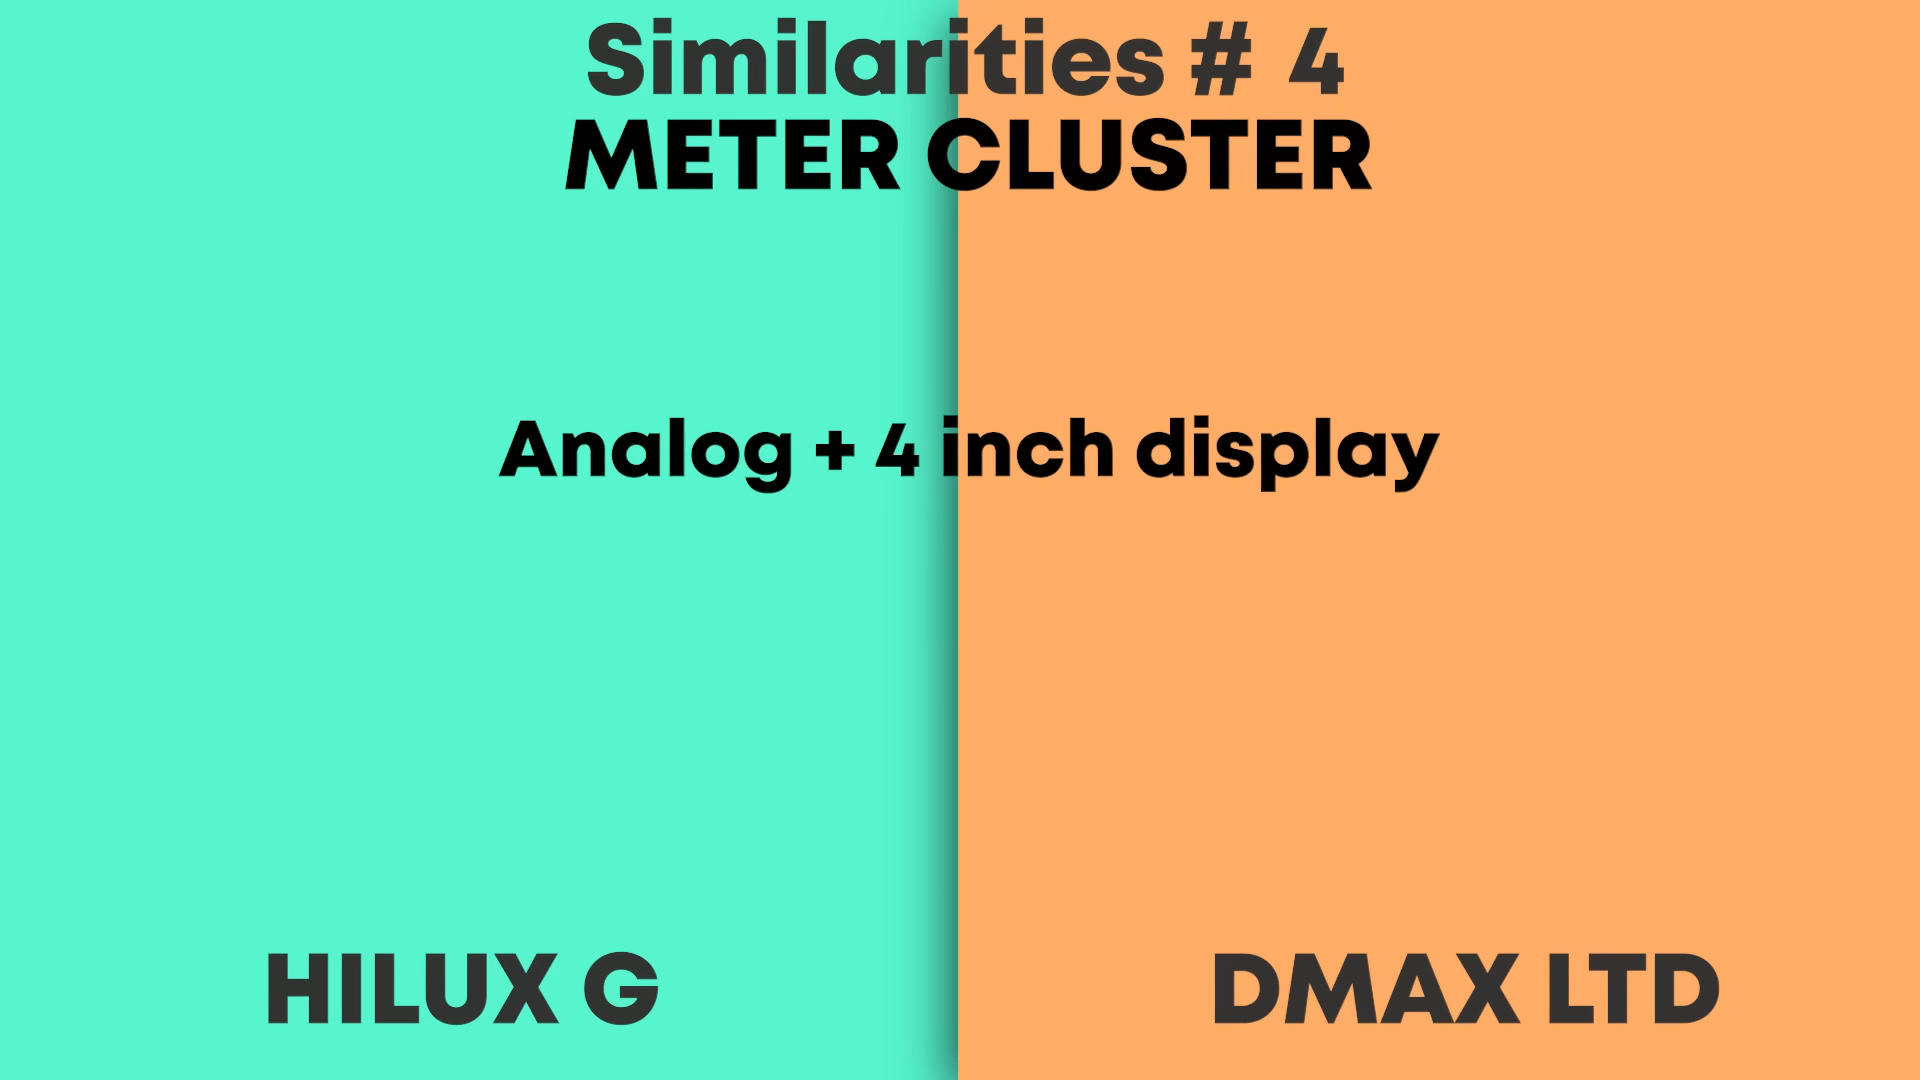 Similarities # 4
METER CLUSTER
Analog + 4 inch display
HILUX G
DMAX LTD